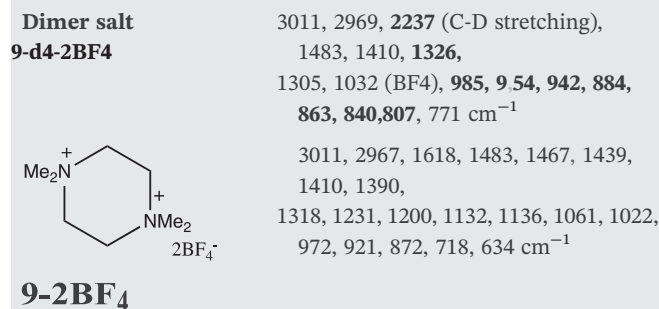 Dimer salt
9-d4-2BF4
3011, 2969, 2237 (C-D stretching),
1483, 1410, 1326,
1305, 1032 (BF4), 985, 9,54, 942, 884,
863, 840,807, 771 cm⁻¹
+
Me₂N
+
NMe₂
2BF₄⁻
9-2BF₄
3011, 2967, 1618, 1483, 1467, 1439,
1410, 1390,
1318, 1231, 1200, 1132, 1136, 1061, 1022,
972, 921, 872, 718, 634 cm⁻¹